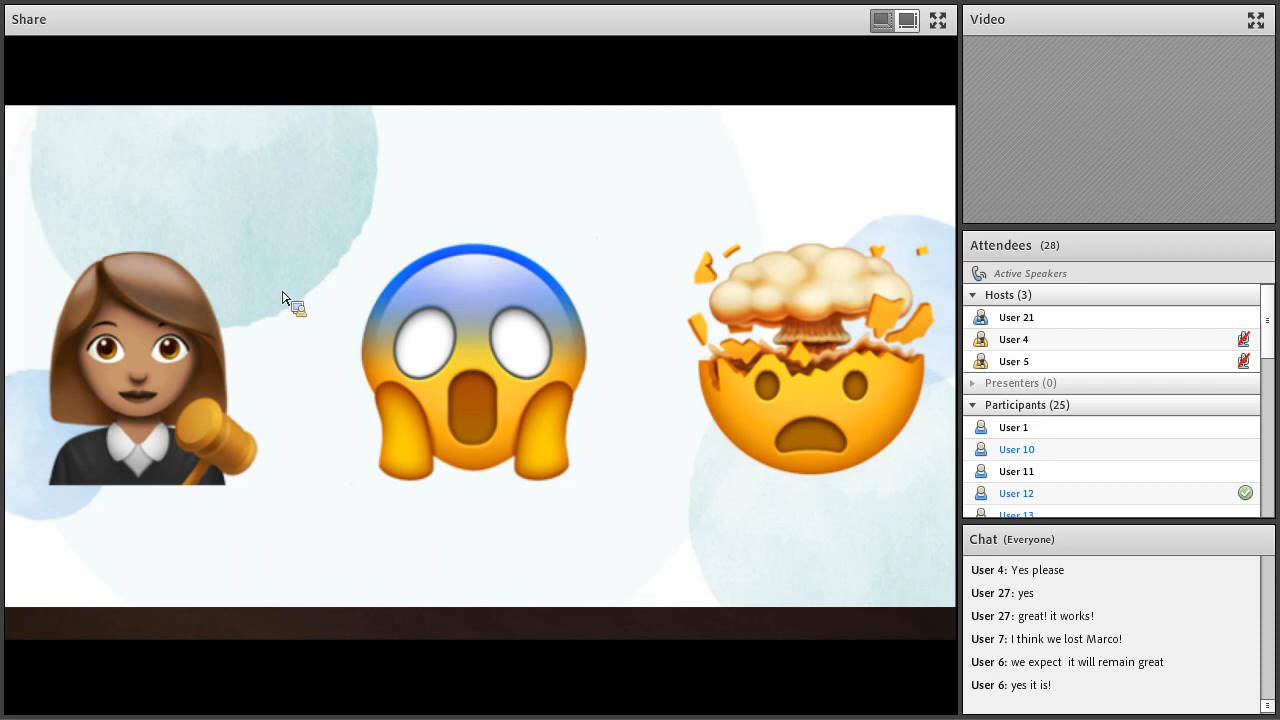 Share
Video
Attendees (28)
Active Speakers
Hosts (3)
User 21
User 4
User 5
Presenters (0)
Participants (25)
User 1
User 10
User 11
User 12
User 13
Chat (Everyone)
User 4: Yes please
User 27: yes
User 27: great! it works!
User 7: I think we lost Marco!
User 6: we expect it will remain great
User 6: yes it is!